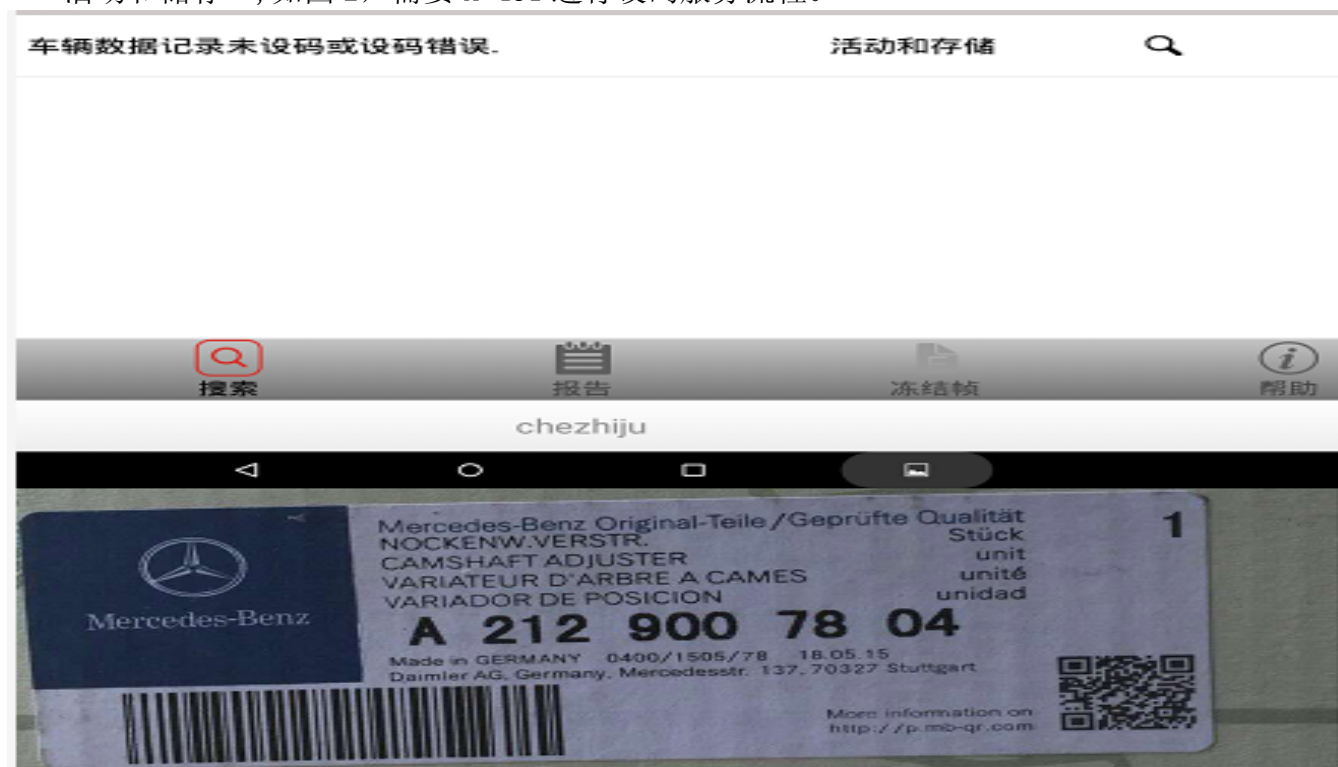 车辆数据记录未设码或设码错误.
活动和存储
搜索
报告
冻结帧
帮助
chezhiju
Mercedes-Benz Original-Teile/Geprüfte Qualität
1
NOCKENW.VERSTR.
Stück
CAMSHAFT ADJUSTER
unit
VARIATEUR D'ARBRE A CAMES
unité
VARIADOR DE POSICION
unidad
Mercedes-Benz
A 212 900 78 04
Made in GERMANY 0400/1505/78 18.05.15
Daimler AG, Germany, Mercedesstr. 137, 70327 Stuttgart
More information on
http://p.mb-qr.com